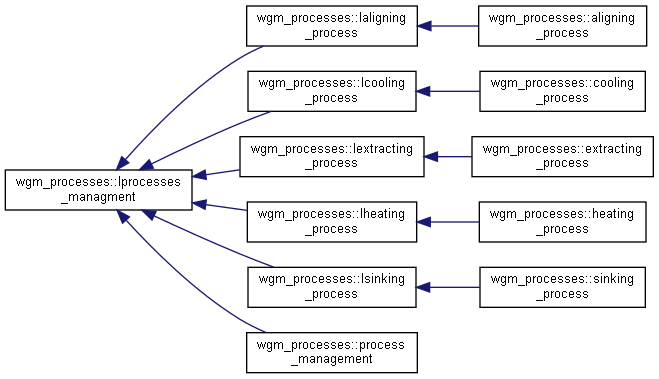 wgm_processes::Ialigning
_process
wgm_processes::aligning
_process
wgm_processes::Icooling
_process
wgm_processes::cooling
_process
wgm_processes::Iextracting
_process
wgm_processes::extracting
_process
wgm_processes::Iprocesses
_managment
wgm_processes::Iheating
_process
wgm_processes::heating
_process
wgm_processes::Isinking
_process
wgm_processes::sinking
_process
wgm_processes::process
_management